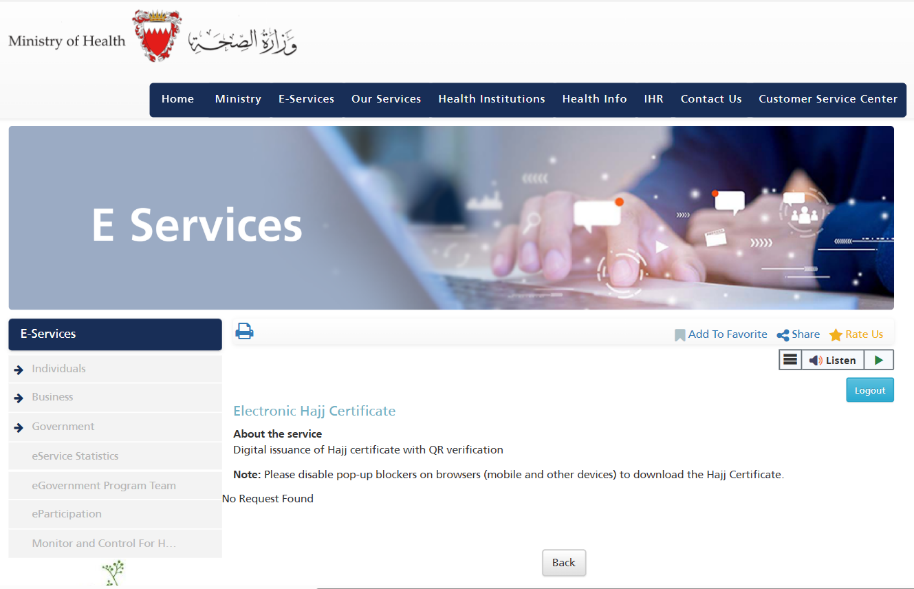 Ministry of Health
وزارة الصحة
Home Ministry E-Services Our Services Health Institutions Health Info IHR Contact Us Customer Service Center
E Services
E-Services
Add To Favorite Share Rate Us
Listen
Logout
Individuals
Business
Government
eService Statistics
eGovernment Program Team
eParticipation
Monitor and Control For H...
Electronic Hajj Certificate
About the service
Digital issuance of Hajj certificate with QR verification
Note: Please disable pop-up blockers on browsers (mobile and other devices) to download the Hajj Certificate.
No Request Found
Back